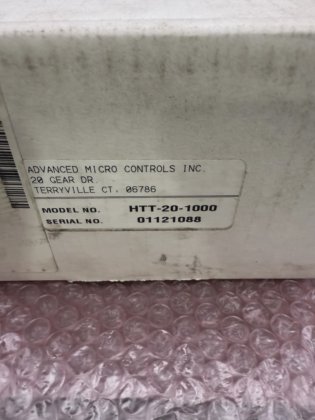 ADVANCED MICRO CONTROLS INC.
20 GEAR DR.
TERRYVILLE CT. 06786
MODEL NO. HTT-20-1000
SERIAL NO. 01121088